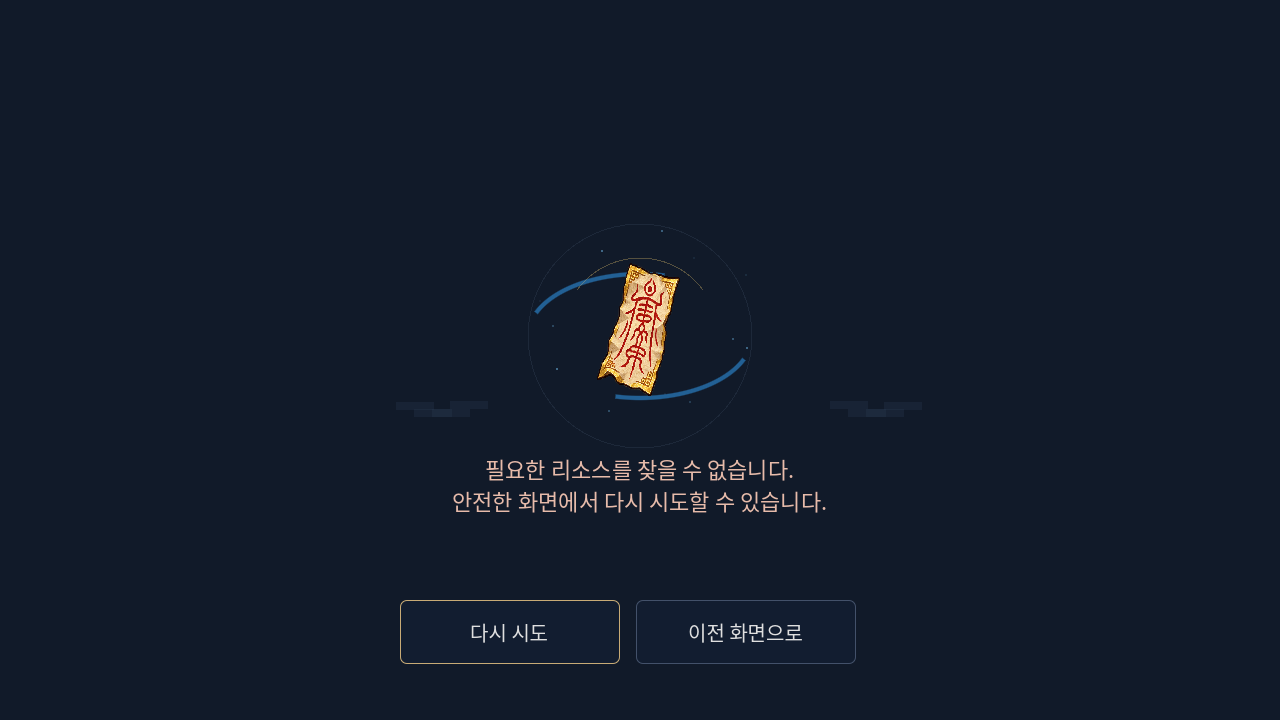 필요한 리소스를 찾을 수 없습니다.
안전한 화면에서 다시 시도할 수 있습니다.
다시 시도
이전 화면으로